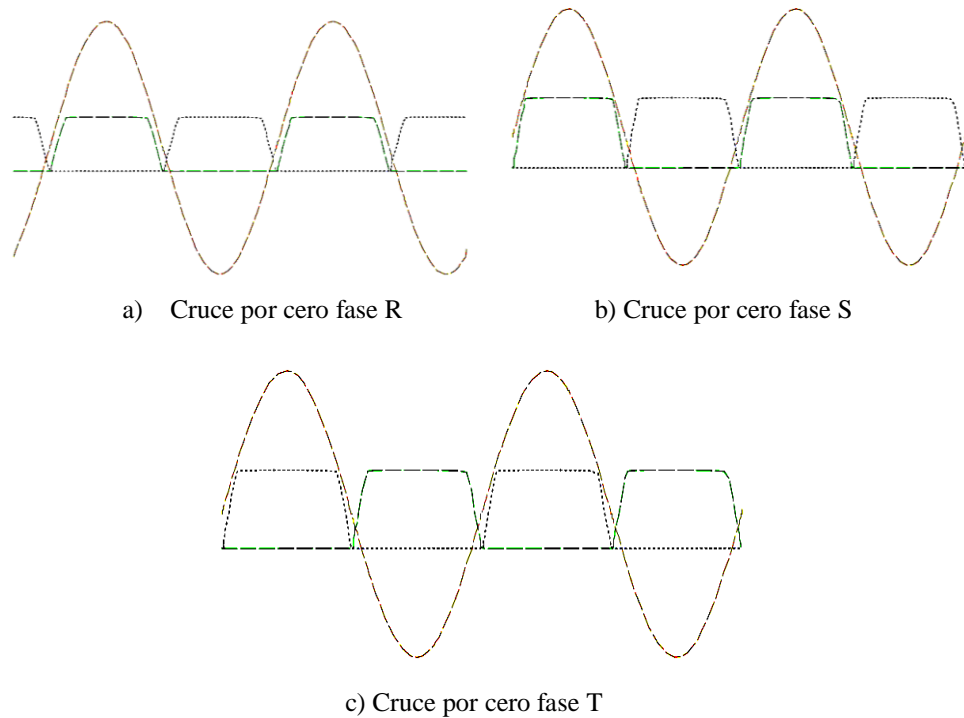 a) Cruce por cero fase R
b) Cruce por cero fase S
c) Cruce por cero fase T